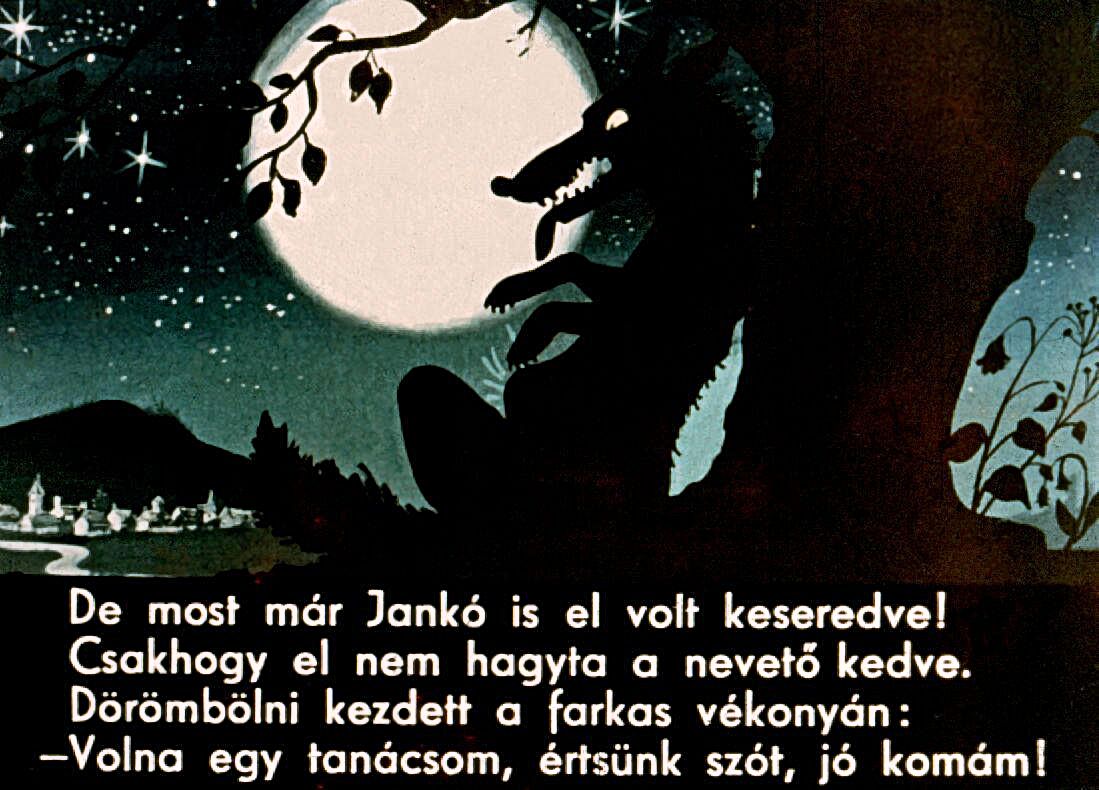 De most már Jankó is el volt keseredve!
Csakhogy el nem hagyta a nevető kedve.
Dörömbölni kezdett a farkas vékonyán:
—Volna egy tanácsom, értsünk szót, jó komám!